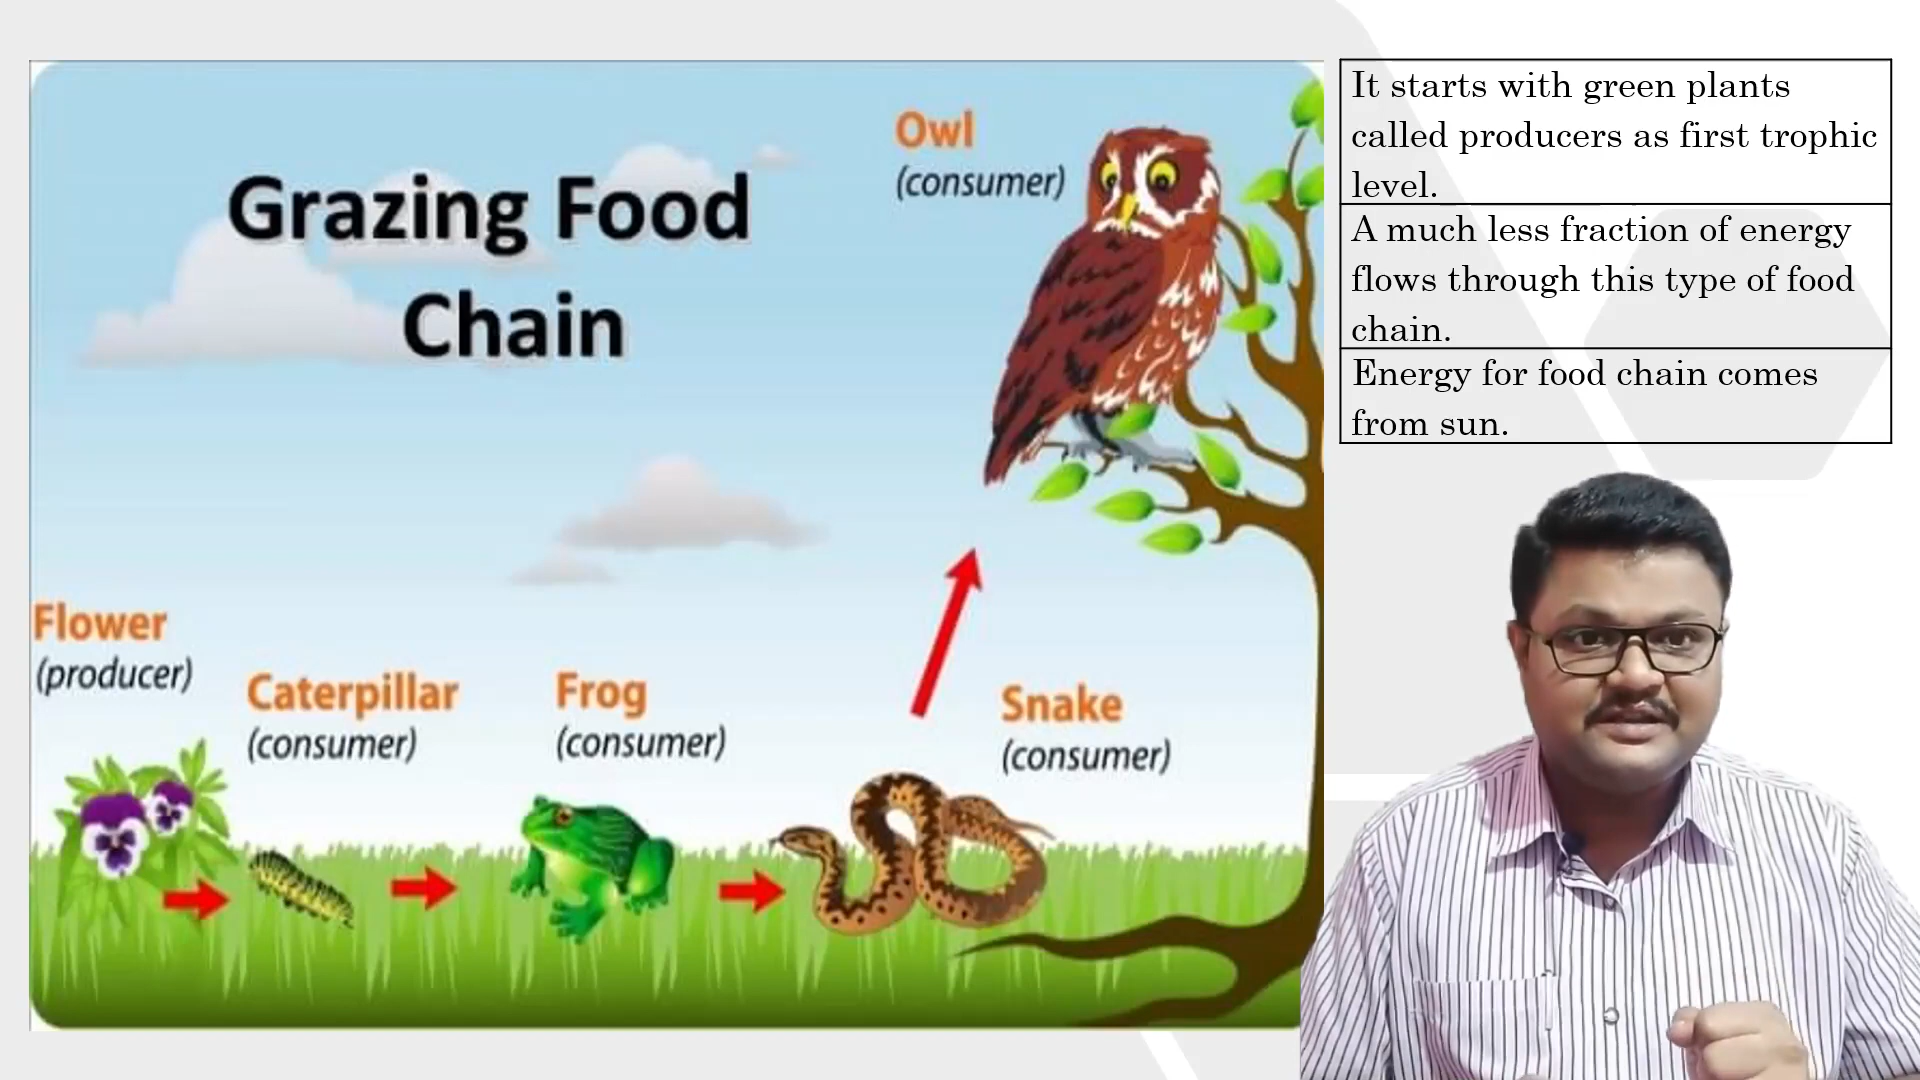 Grazing Food
Chain
Owl
(consumer)
Flower
(producer)
Caterpillar
(consumer)
Frog
(consumer)
Snake
(consumer)
It starts with green plants
called producers as first trophic
level.
A much less fraction of energy
flows through this type of food
chain.
Energy for food chain comes
from sun.